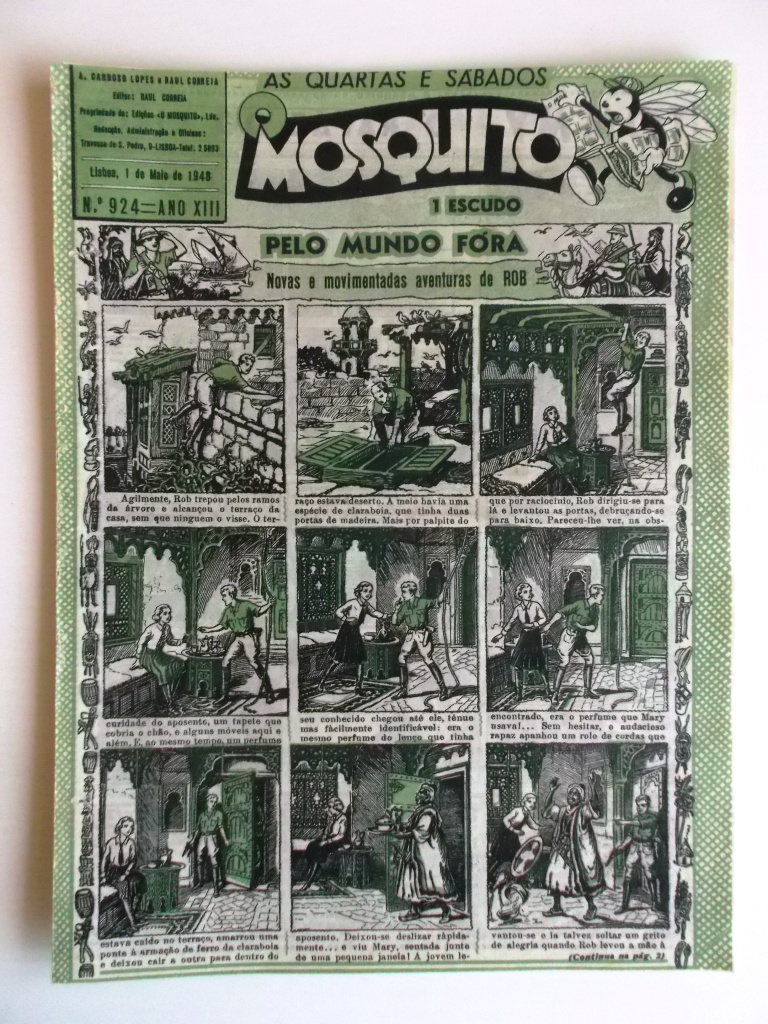 A. CARDOSO LOPES e RAUL CORREIA
Editor: RAUL CORREIA
Propriedade de: Edições «O MOSQUITO», Lda.
Redacção, Administração e Oficinas:
Travessa de S. Pedro, 9-LISBOA-Telef.
Lisboa, 1 de Maio de 1948
N.º 924=ANO XIII
AS QUARTAS E SÁBADOS
O MOSQUITO
1 ESCUDO
PELO MUNDO FÓRA
Novas e movimentadas aventuras de ROB
Agilmente, Rob trepou pelos ramos
da árvore e alcançou o terraço da
casa, sem que ninguem o visse. O ter-
raço estava deserto. A meio havia uma
espécie de claraboia, que tinha duas
portas de madeira. Mais por palpite do
que por raciocínio, Rob dirigiu-se para
lá e levantou as portas, debruçando-se
para baixo. Pareceu-lhe ver, na obs-
curidade do aposento, um tapete que
cobria o chão, e alguns móveis aqui e
além. E, ao mesmo tempo, um perfume
seu conhecido chegou até ele, ténue
mas fàcilmente identificável: era o
mesmo perfume do lenço que tinha
encontrado, era o perfume que Mary
usava!... Sem hesitar, o audacioso
rapaz apanhou um rolo de cordas que
estava caído no terraço, amarrou uma
ponta à armação de ferro da claraboia
e deixou cair a outra para dentro do
aposento. Deixou-se deslizar ràpida-
mente... e viu Mary, sentada junto
de uma pequena janela! A jovem le-
vantou-se e ia talvez soltar um grito
de alegria quando Rob levou a mão à
(Continua na pág. 2)